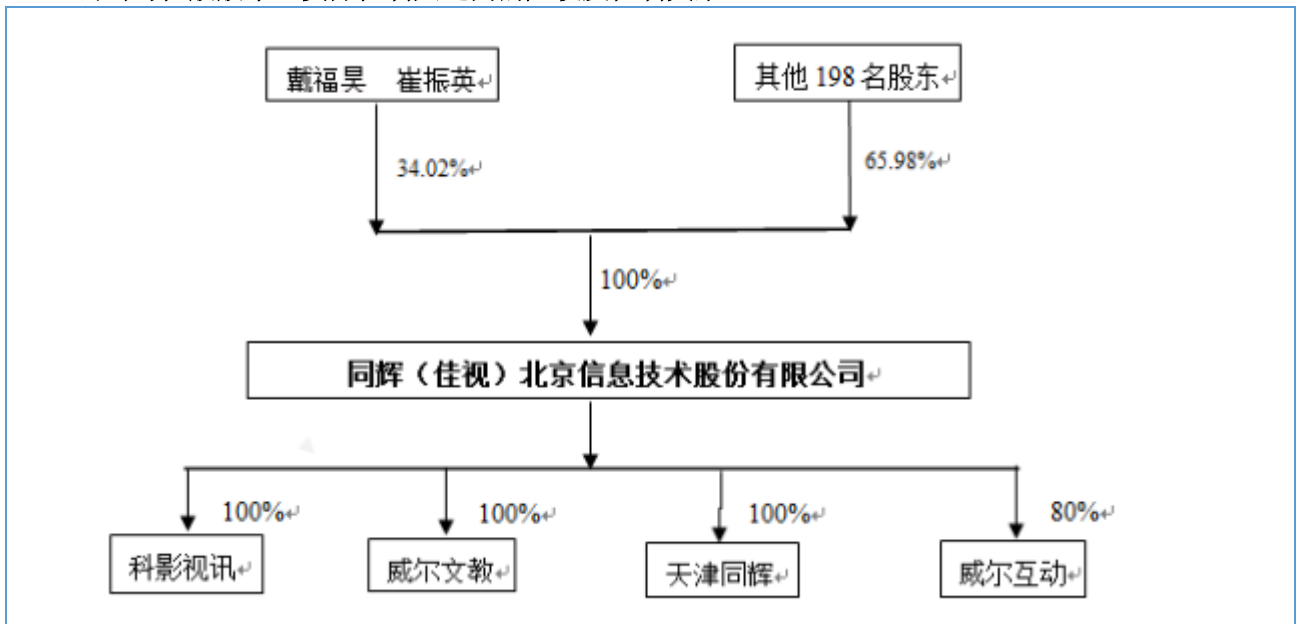 戴福昊 崔振英↵
其他 198 名股东↵
34.02%↵
65.98%↵
100%↵
同辉（佳视）北京信息技术股份有限公司↵
100%↵
100%↵
100%↵
80%↵
科影视讯↵
威尔文教↵
天津同辉↵
威尔互动↵